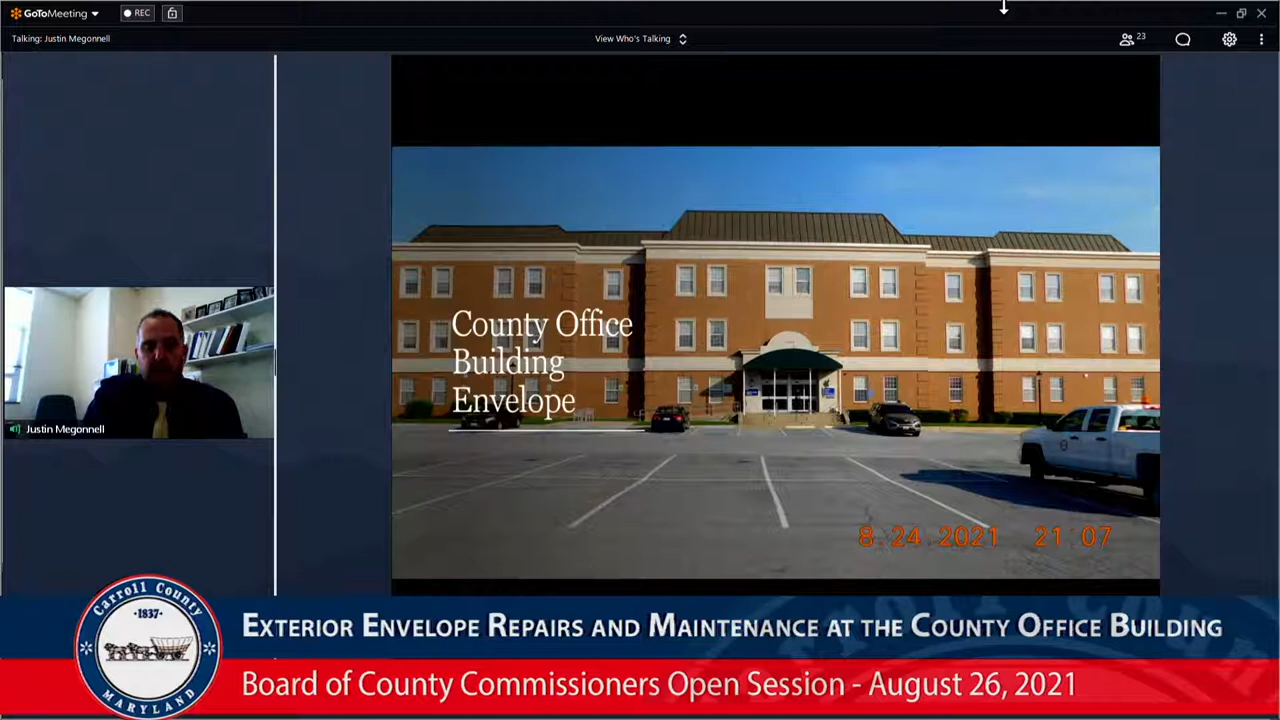 GoToMeeting
REC
Talking: Justin Megonnell
View Who's Talking
23
County Office
Building
Envelope
Justin Megonnell
8 24 2021 21 07
Carroll County
1837
MARYLAND
EXTERIOR ENVELOPE REPAIRS AND MAINTENANCE AT THE COUNTY OFFICE BUILDING
Board of County Commissioners Open Session - August 26, 2021